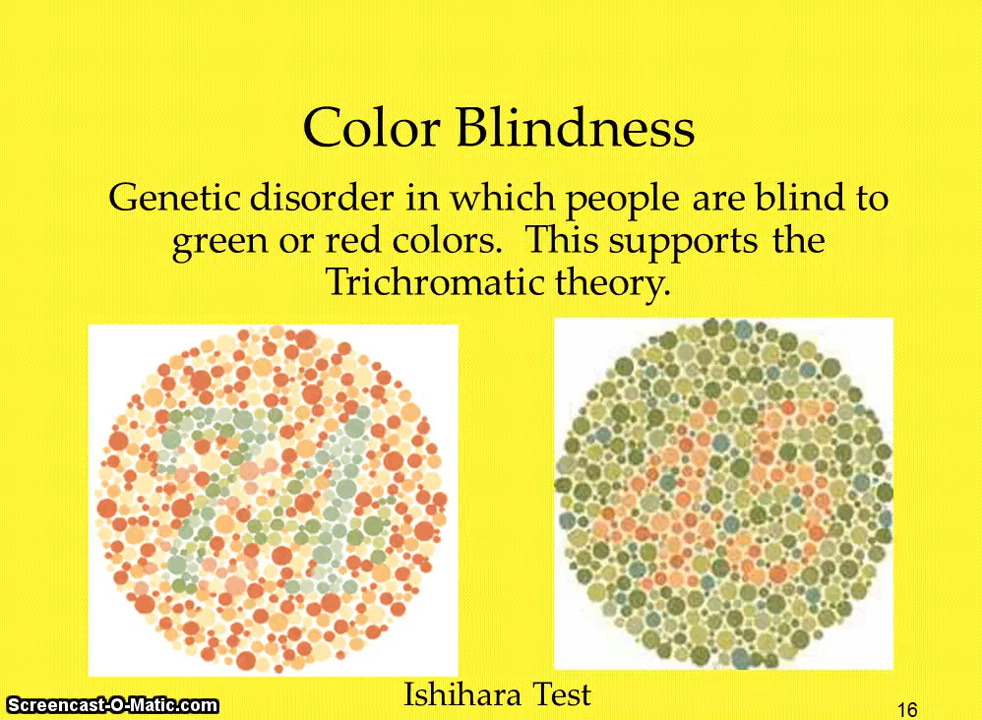 Color Blindness
Genetic disorder in which people are blind to
green or red colors. This supports the
Trichromatic theory.
45
Ishihara Test
Screencast-O-Matic.com
16